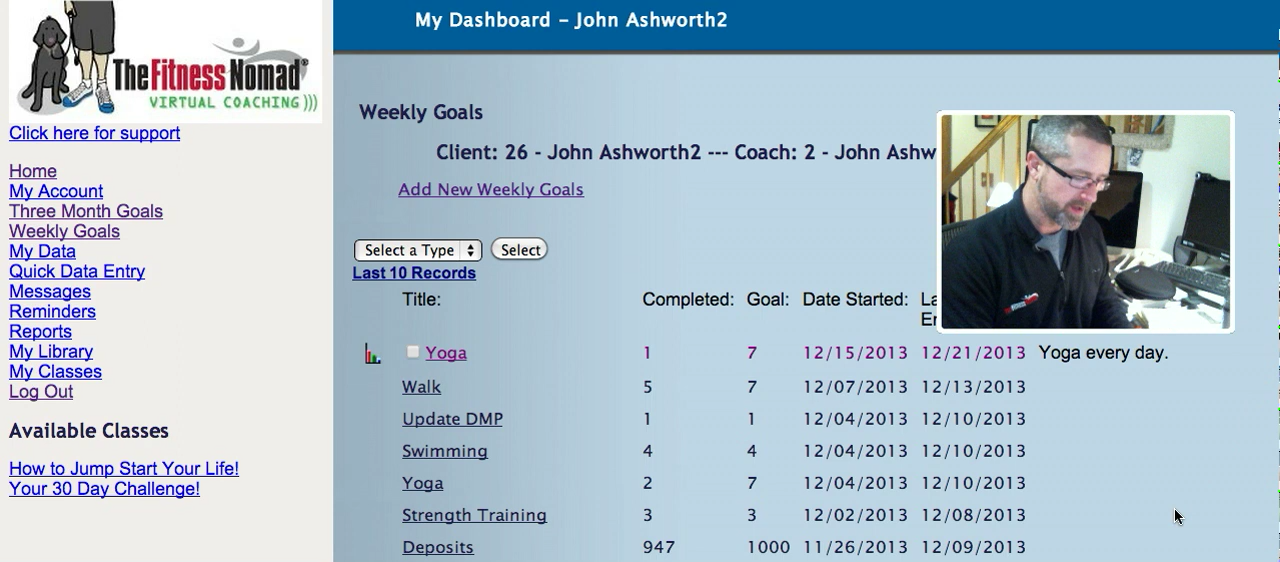 TheFitness Nomad®
VIRTUAL COACHING )))
Click here for support
Home
My Account
Three Month Goals
Weekly Goals
My Data
Quick Data Entry
Messages
Reminders
Reports
My Library
My Classes
Log Out
Available Classes
How to Jump Start Your Life!
Your 30 Day Challenge!
My Dashboard – John Ashworth2
Weekly Goals
Client: 26 - John Ashworth2 --- Coach: 2 - John Ashw
Add New Weekly Goals
Select a Type Select
Last 10 Records
Title: Completed: Goal: Date Started:
Yoga 1 7 12/15/2013 12/21/2013 Yoga every day.
Walk 5 7 12/07/2013 12/13/2013
Update DMP 1 1 12/04/2013 12/10/2013
Swimming 4 4 12/04/2013 12/10/2013
Yoga 2 7 12/04/2013 12/10/2013
Strength Training 3 3 12/02/2013 12/08/2013
Deposits 947 1000 11/26/2013 12/09/2013